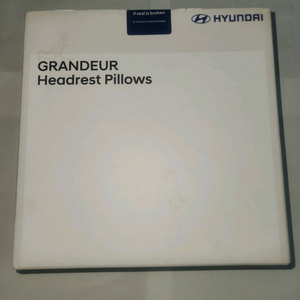 If seal is broken
HYUNDAI
GRANDEUR
Headrest Pillows